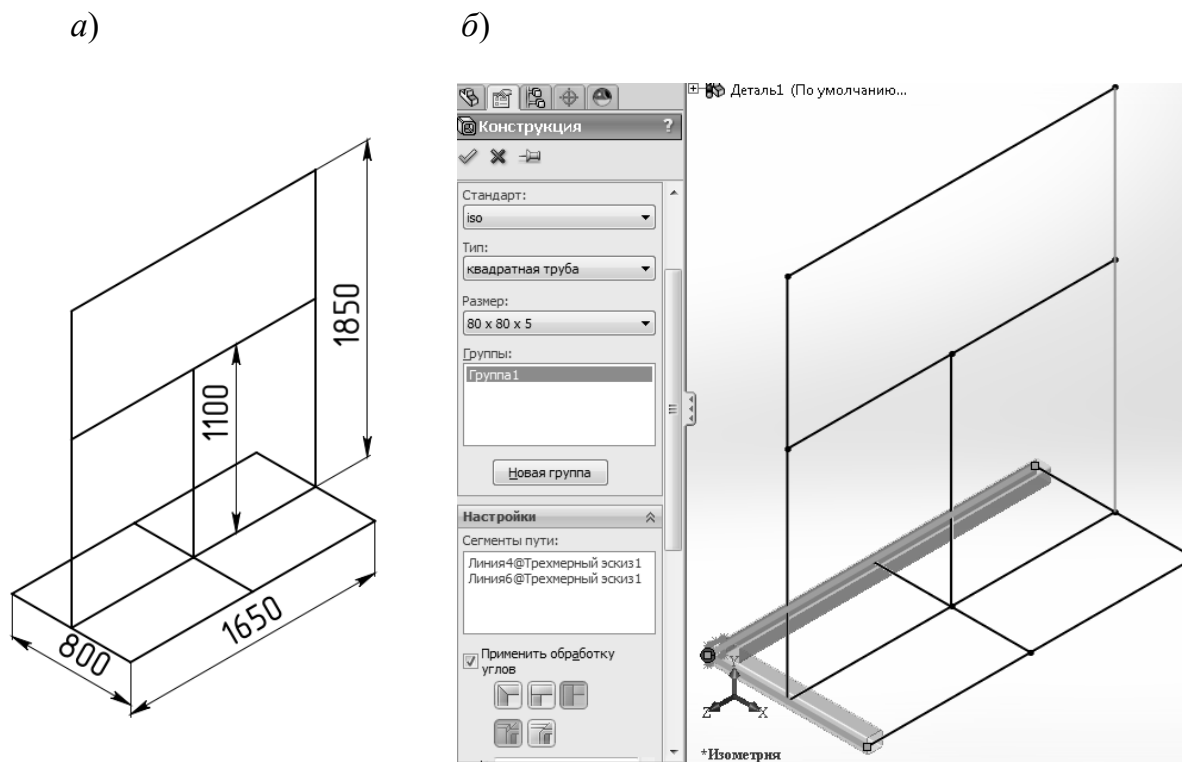 а)
б)
1850
1100
1650
800
Конструкция ?
Стандарт:
iso
Тип:
квадратная труба
Размер:
80 x 80 x 5
Группы:
Группа1
Новая группа
Настройки
Сегменты пути:
Линия4@Трехмерный эскиз1
Линия6@Трехмерный эскиз1
Применить обработку
углов
Деталь1 (По умолчанию...
Y
Z
X
*Изометрия